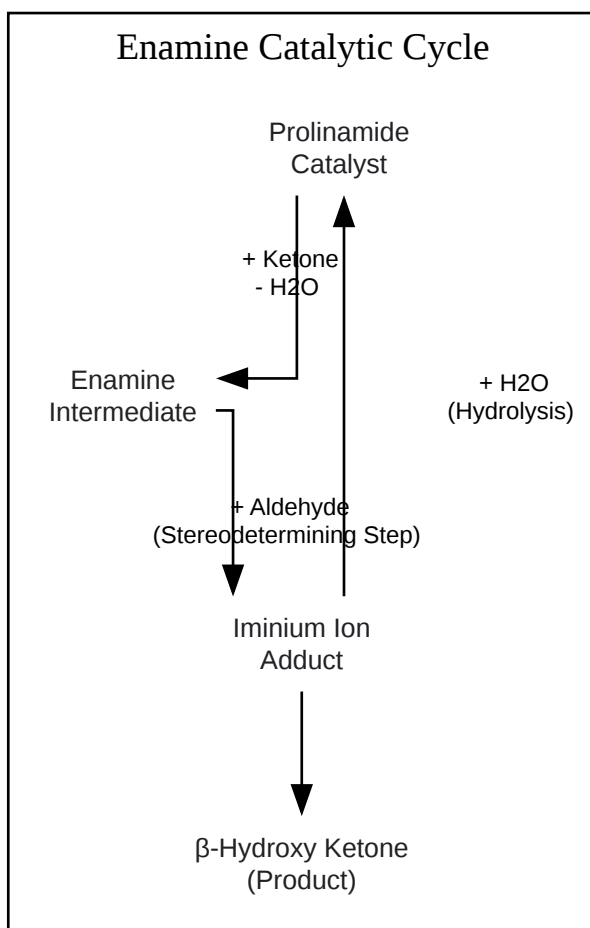 Enamine Catalytic Cycle
Prolinamide
Catalyst
+ Ketone
- H2O
Enamine
Intermediate
+ H2O
(Hydrolysis)
+ Aldehyde
(Stereodetermining Step)
Iminium Ion
Adduct
β-Hydroxy Ketone
(Product)